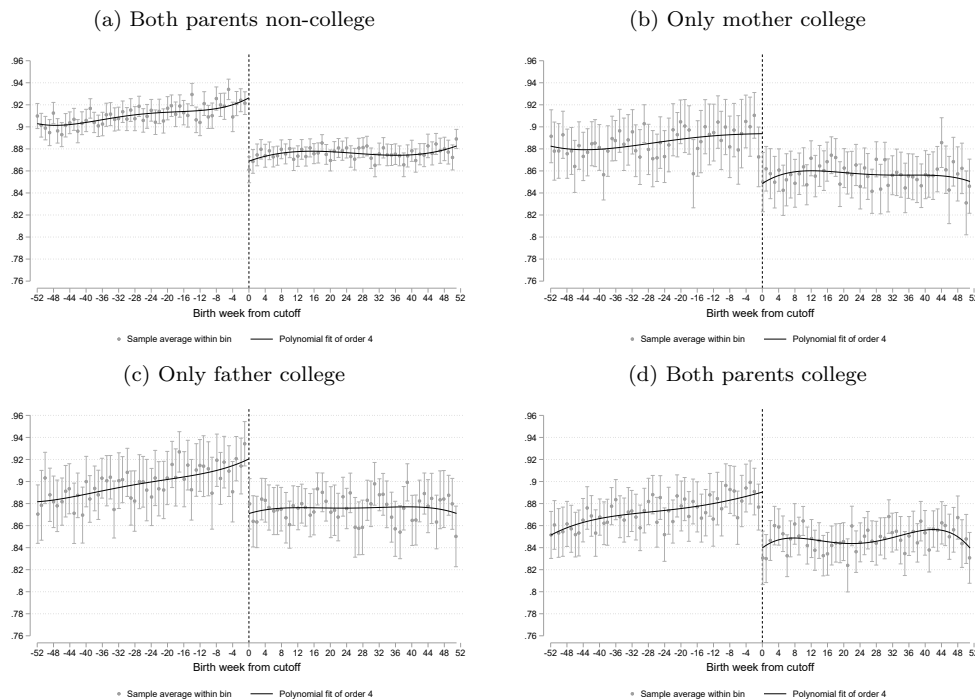 (a) Both parents non-college
.96
.94
.92
.9
.88
.86
.84
.82
.8
.78
.76
-52 -48 -44 -40 -36 -32 -28 -24 -20 -16 -12 -8 -4 0 4 8 12 16 20 24 28 32 36 40 44 48 52
Birth week from cutoff
Sample average within bin Polynomial fit of order 4
(b) Only mother college
.96
.94
.92
.9
.88
.86
.84
.82
.8
.78
.76
-52 -48 -44 -40 -36 -32 -28 -24 -20 -16 -12 -8 -4 0 4 8 12 16 20 24 28 32 36 40 44 48 52
Birth week from cutoff
Sample average within bin Polynomial fit of order 4
(c) Only father college
.96
.94
.92
.9
.88
.86
.84
.82
.8
.78
.76
-52 -48 -44 -40 -36 -32 -28 -24 -20 -16 -12 -8 -4 0 4 8 12 16 20 24 28 32 36 40 44 48 52
Birth week from cutoff
Sample average within bin Polynomial fit of order 4
(d) Both parents college
.96
.94
.92
.9
.88
.86
.84
.82
.8
.78
.76
-52 -48 -44 -40 -36 -32 -28 -24 -20 -16 -12 -8 -4 0 4 8 12 16 20 24 28 32 36 40 44 48 52
Birth week from cutoff
Sample average within bin Polynomial fit of order 4